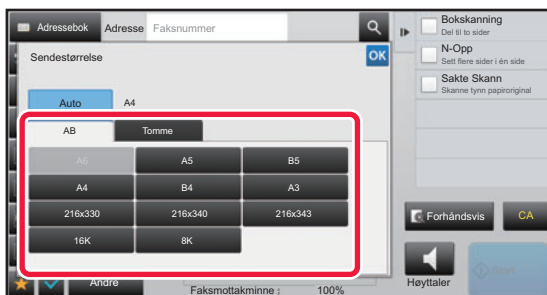 Adressebok Adresse Faksnummer
Sendestørrelse OK
Auto A4
AB Tomme
A6 A5 B5
A4 B4 A3
216x330 216x340 216x343
16K 8K
Andre
Faksmottakminne : 100%
Bokskanning
Del til to sider
N-Opp
Sett flere sider i én side
Sakte Skann
Skanne tynn papiroriginal
Forhåndsvis CA
Høyttaler
Start